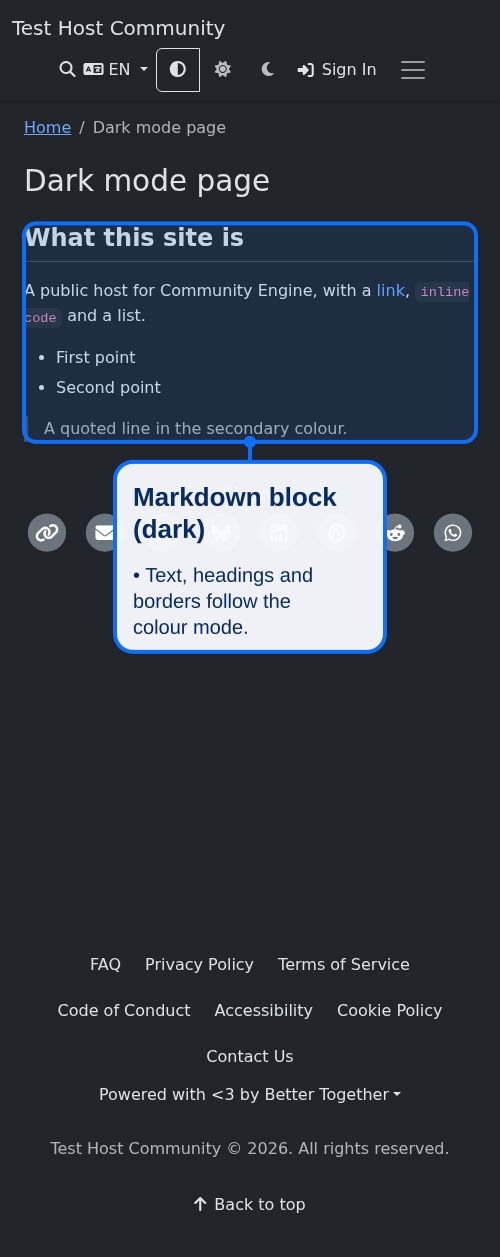 Test Host Community
EN
Sign In
Home / Dark mode page
Dark mode page
What this site is
A public host for Community Engine, with a link, inline
code and a list.
• First point
• Second point
A quoted line in the secondary colour.
Markdown block
(dark)
• Text, headings and
borders follow the
colour mode.
FAQ Privacy Policy Terms of Service
Code of Conduct Accessibility Cookie Policy
Contact Us
Powered with <3 by Better Together
Test Host Community © 2026. All rights reserved.
Back to top